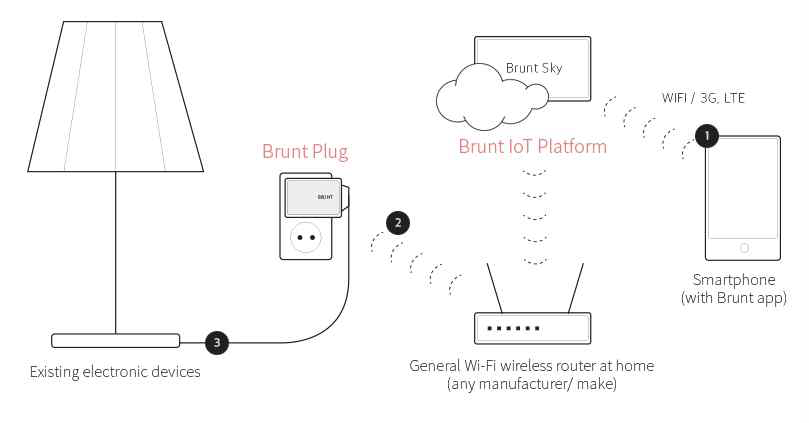 Brunt Sky
WIFI / 3G, LTE
1
Brunt IoT Platform
Brunt Plug
BRUNT
2
Smartphone
(with Brunt app)
3
Existing electronic devices
General Wi-Fi wireless router at home
(any manufacturer/ make)